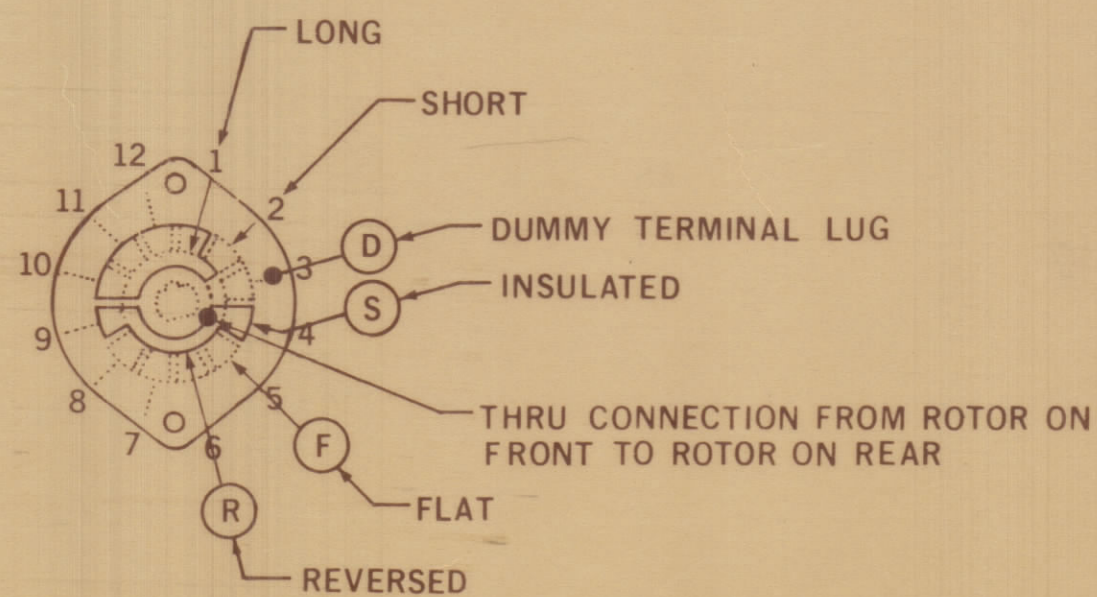 LONG
SHORT
12
1
11
2
D
DUMMY TERMINAL LUG
10
3
S
INSULATED
9
4
8
5
THRU CONNECTION FROM ROTOR ON
FRONT TO ROTOR ON REAR
7
6
F
FLAT
R
REVERSED